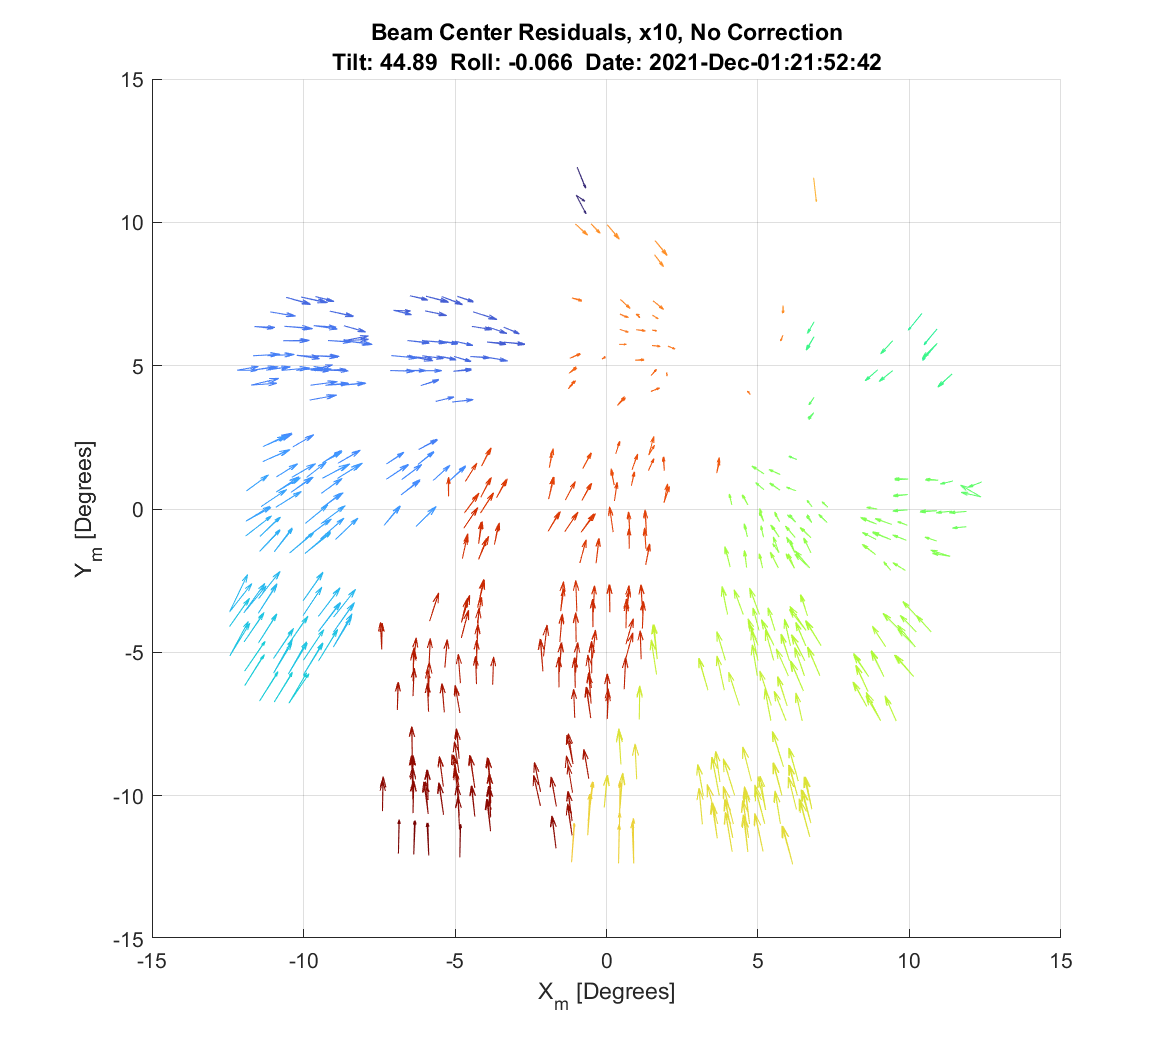 Beam Center Residuals, x10, No Correction
Tilt: 44.89  Roll: -0.066  Date: 2021-Dec-01:21:52:42
15
10
5
0
-5
-10
-15
Y_m [Degrees]
-15 -10 -5 0 5 10 15
X_m [Degrees]